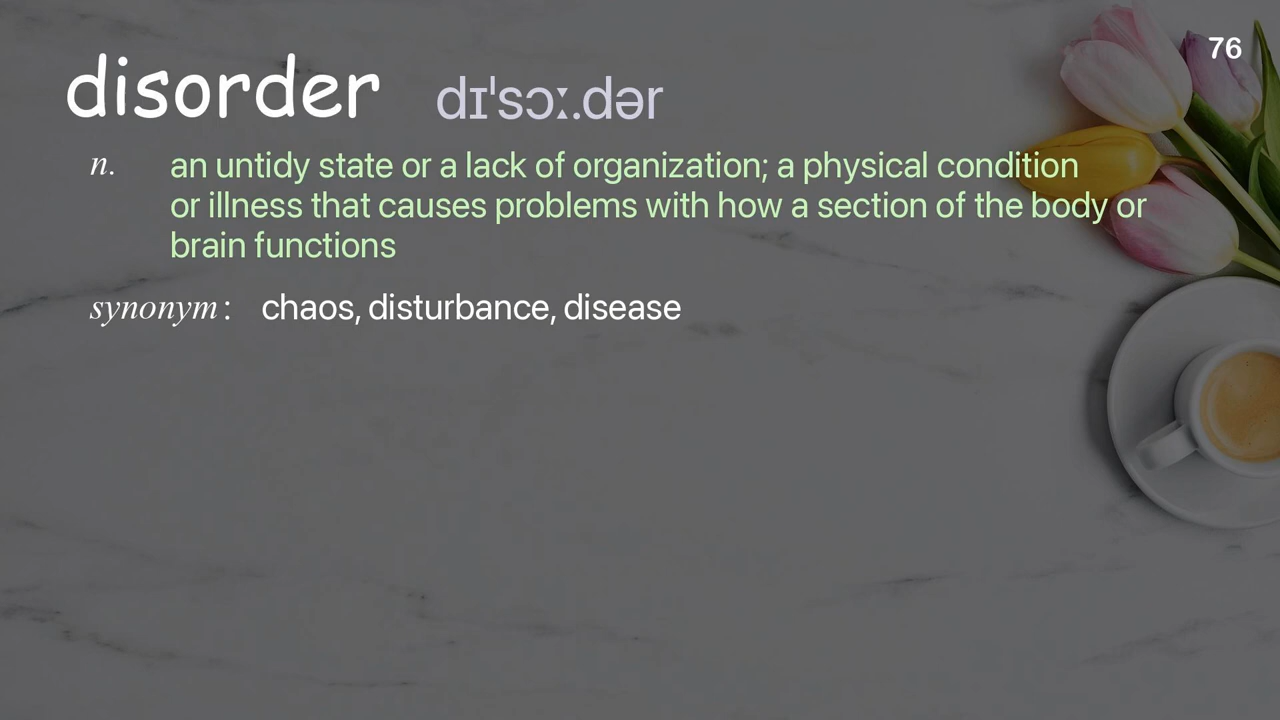 76
disorder dɪˈsɔː.dər
n. an untidy state or a lack of organization; a physical condition
or illness that causes problems with how a section of the body or
brain functions
synonym: chaos, disturbance, disease